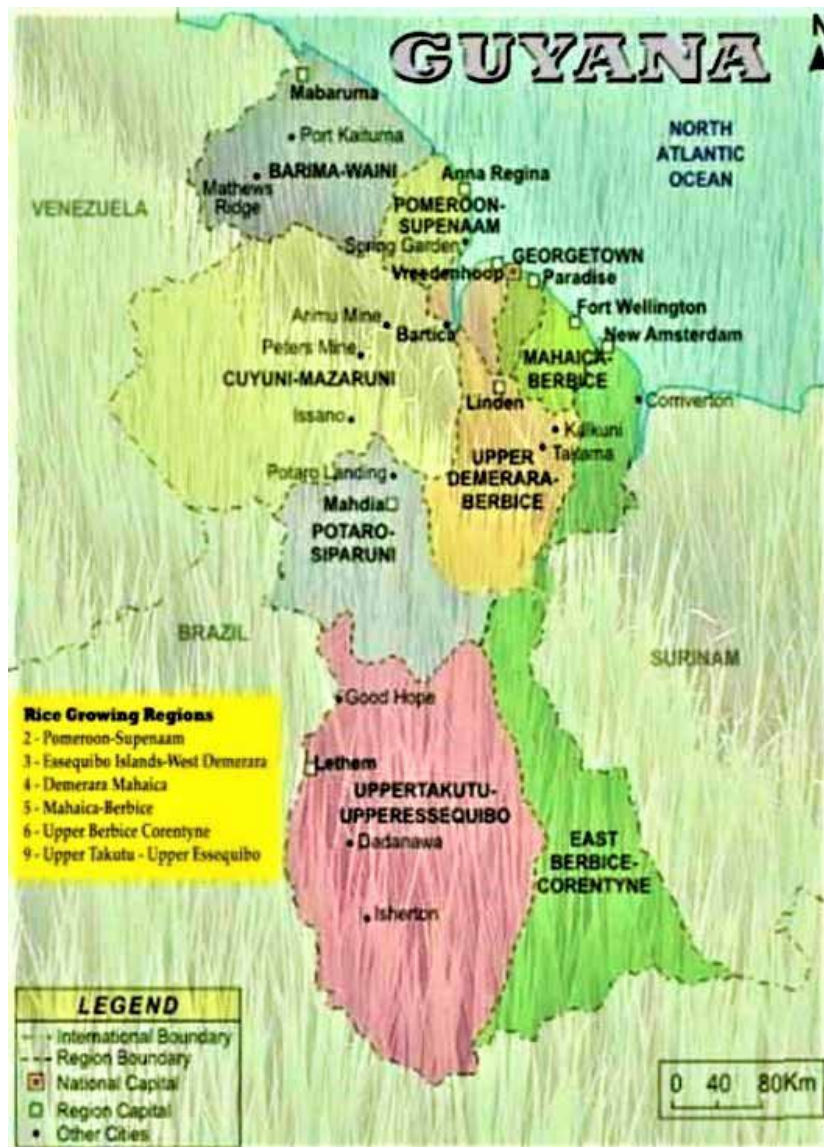 GUYANA
N
Mabaruma
Port Kaituma
NORTH
ATLANTIC
OCEAN
BARIMA-WAINI
Mathews
Ridge
Anna Regina
VENEZUELA
POMEROON-
SUPENAAM
Spring Garden
GEORGETOWN
Vreedenhoop
Paradise
Fort Wellington
Arimu Mine
Bartica
New Amsterdam
Peters Mine
MAHAICA-
BERBICE
CUYUNI-MAZARUNI
Linden
Corriverton
Issano
Kalkuni
Takama
UPPER
DEMERARA-
BERBICE
Potaro Landing
Mahdia
POTARO-
SIPARUNI
BRAZIL
SURINAM
Good Hope
Rice Growing Regions
2 - Pomeroon-Supenaam
3 - Essequibo Islands-West Demerara
4 - Demerara Mahaica
5 - Mahaica-Berbice
6 - Upper Berbice Corentyne
9 - Upper Takutu - Upper Essequibo
Lethem
UPPERTAKUTU-
UPPERESSEQUIBO
Dadanawa
EAST
BERBICE-
CORENTYNE
Isherton
LEGEND
International Boundary
Region Boundary
National Capital
Region Capital
Other Cities
0 40 80Km